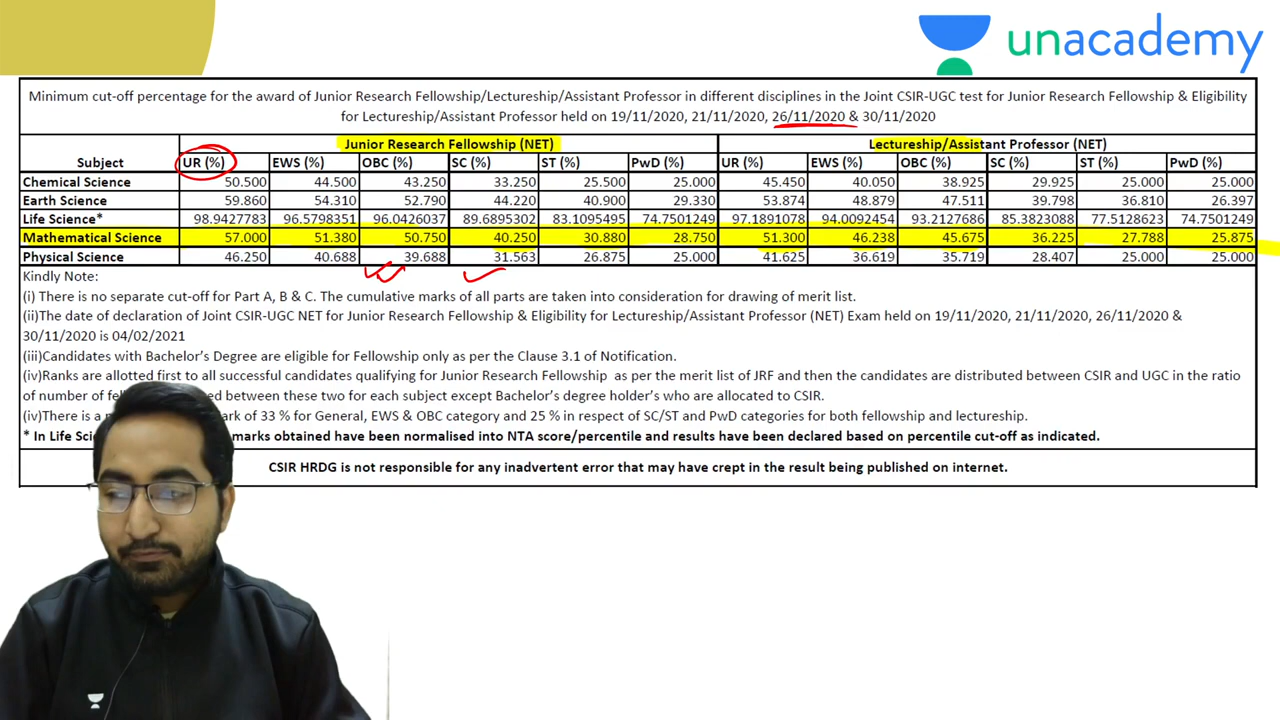 unacademy
Minimum cut-off percentage for the award of Junior Research Fellowship/Lectureship/Assistant Professor in different disciplines in the Joint CSIR-UGC test for Junior Research Fellowship & Eligibility
for Lectureship/Assistant Professor held on 19/11/2020, 21/11/2020, 26/11/2020 & 30/11/2020
Junior Research Fellowship (NET) Lectureship/Assistant Professor (NET)
Subject UR (%) EWS (%) OBC (%) SC (%) ST (%) PwD (%) UR (%) EWS (%) OBC (%) SC (%) ST (%) PwD (%)
Chemical Science 50.500 44.500 43.250 33.250 25.500 25.000 45.450 40.050 38.925 29.925 25.000 25.000
Earth Science 59.860 54.310 52.790 44.220 40.900 29.330 53.874 48.879 47.511 39.798 36.810 26.397
Life Science* 98.9427783 96.5798351 96.0426037 89.6895302 83.1095495 74.7501249 97.1891078 94.0092454 93.2127686 85.3823088 77.5128623 74.7501249
Mathematical Science 57.000 51.380 50.750 40.250 30.880 28.750 51.300 46.238 45.675 36.225 27.788 25.875
Physical Science 46.250 40.688 39.688 31.563 26.875 25.000 41.625 36.619 35.719 28.407 25.000 25.000
Kindly Note:
(i) There is no separate cut-off for Part A, B & C. The cumulative marks of all parts are taken into consideration for drawing of merit list.
(ii)The date of declaration of Joint CSIR-UGC NET for Junior Research Fellowship & Eligibility for Lectureship/Assistant Professor (NET) Exam held on 19/11/2020, 21/11/2020, 26/11/2020 &
30/11/2020 is 04/02/2021
(iii)Candidates with Bachelor's Degree are eligible for Fellowship only as per the Clause 3.1 of Notification.
(iv)Ranks are allotted first to all successful candidates qualifying for Junior Research Fellowship as per the merit list of JRF and then the candidates are distributed between CSIR and UGC in the ratio
of number of between these two for each subject except Bachelor's degree holder's who are allocated to CSIR.
(iv)There is a of 33 % for General, EWS & OBC category and 25 % in respect of SC/ST and PwD categories for both fellowship and lectureship.
* In Life marks obtained have been normalised into NTA score/percentile and results have been declared based on percentile cut-off as indicated.
CSIR HRDG is not responsible for any inadvertent error that may have crept in the result being published on internet.